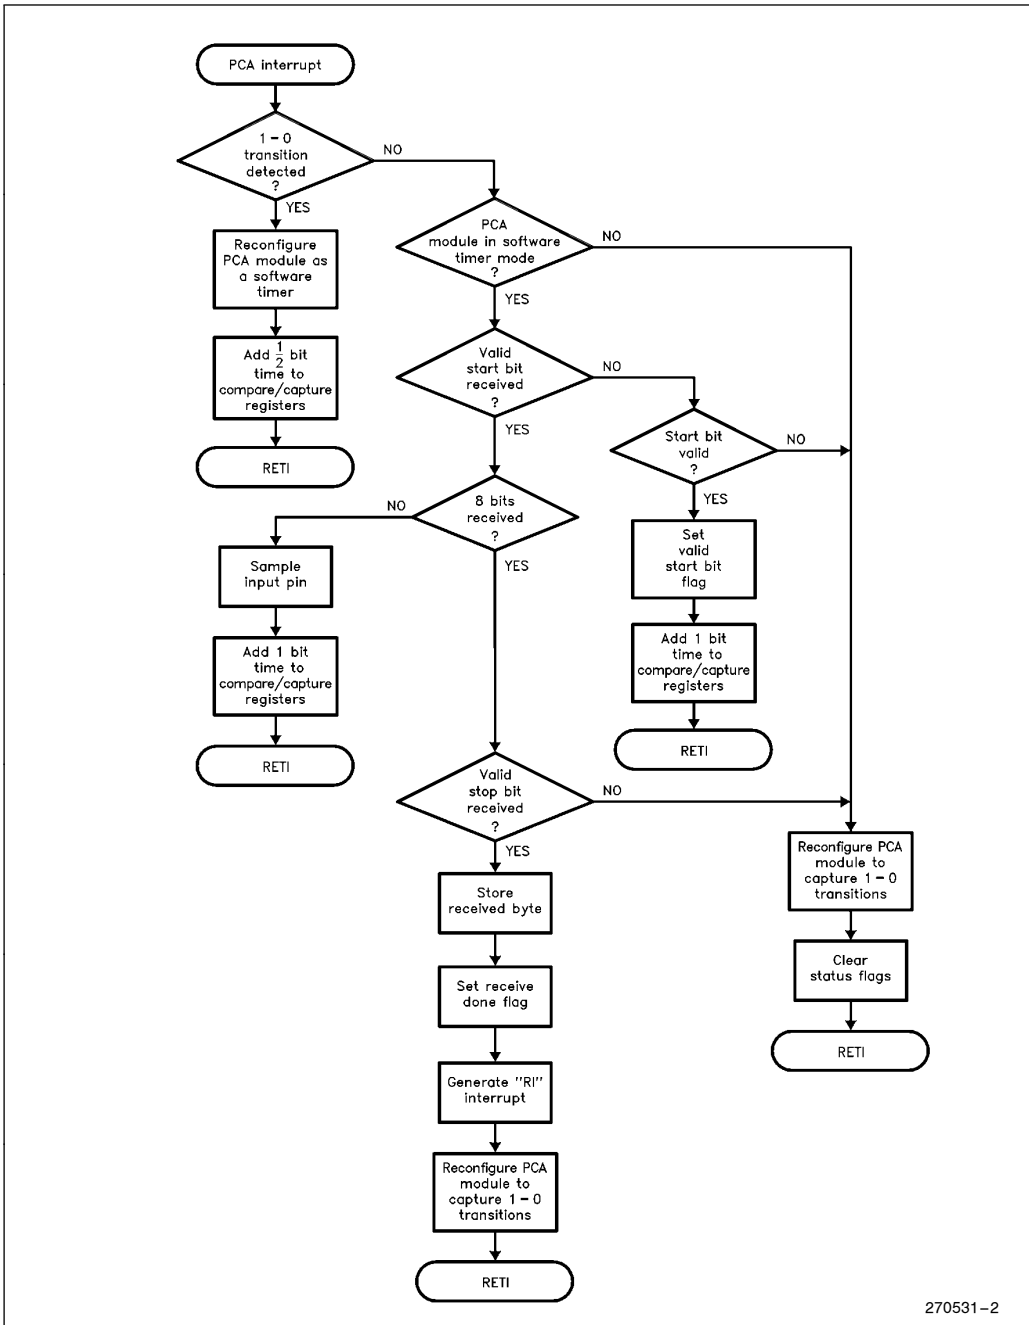 PCA interrupt
1 – 0
transition
detected
?
NO
YES
Reconfigure
PCA module as
a software
timer
Add 1/2 bit
time to
compare/capture
registers
RETI
PCA
module in software
timer mode
?
NO
YES
Valid
start bit
received
?
NO
YES
Start bit
valid
?
NO
YES
Set
valid
start bit
flag
Add 1 bit
time to
compare/capture
registers
RETI
8 bits
received
?
NO
YES
Sample
input pin
Add 1 bit
time to
compare/capture
registers
RETI
Valid
stop bit
received
?
NO
YES
Store
received byte
Set receive
done flag
Generate "RI"
interrupt
Reconfigure PCA
module to
capture 1 – 0
transitions
RETI
Reconfigure PCA
module to
capture 1 – 0
transitions
Clear
status flags
RETI
270531–2